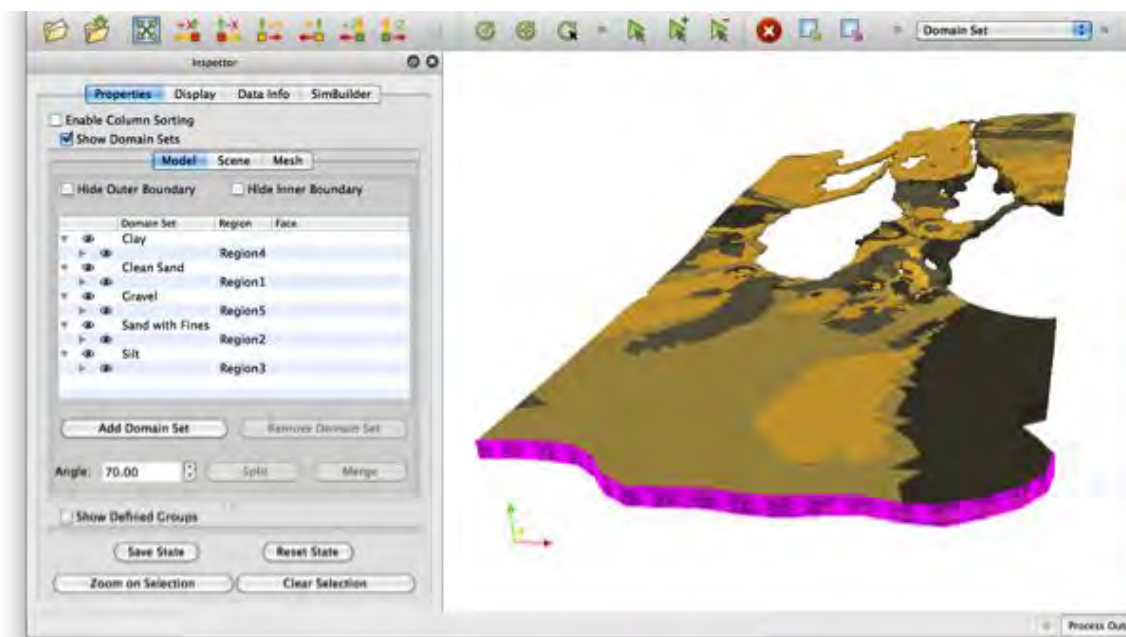 Domain Set
Inspector
Properties Display Data Info SimBuilder
Enable Column Sorting
Show Domain Sets
Model Scene Mesh
Hide Outer Boundary Hide Inner Boundary
Domain Set Region Face
Clay
Region4
Clean Sand
Region1
Gravel
Region5
Sand with Fines
Region2
Silt
Region3
Add Domain Set Remove Domain Set
Angle: 70.00 Split Merge
Show Defined Groups
Save State Reset State
Zoom on Selection Clear Selection
Process Out